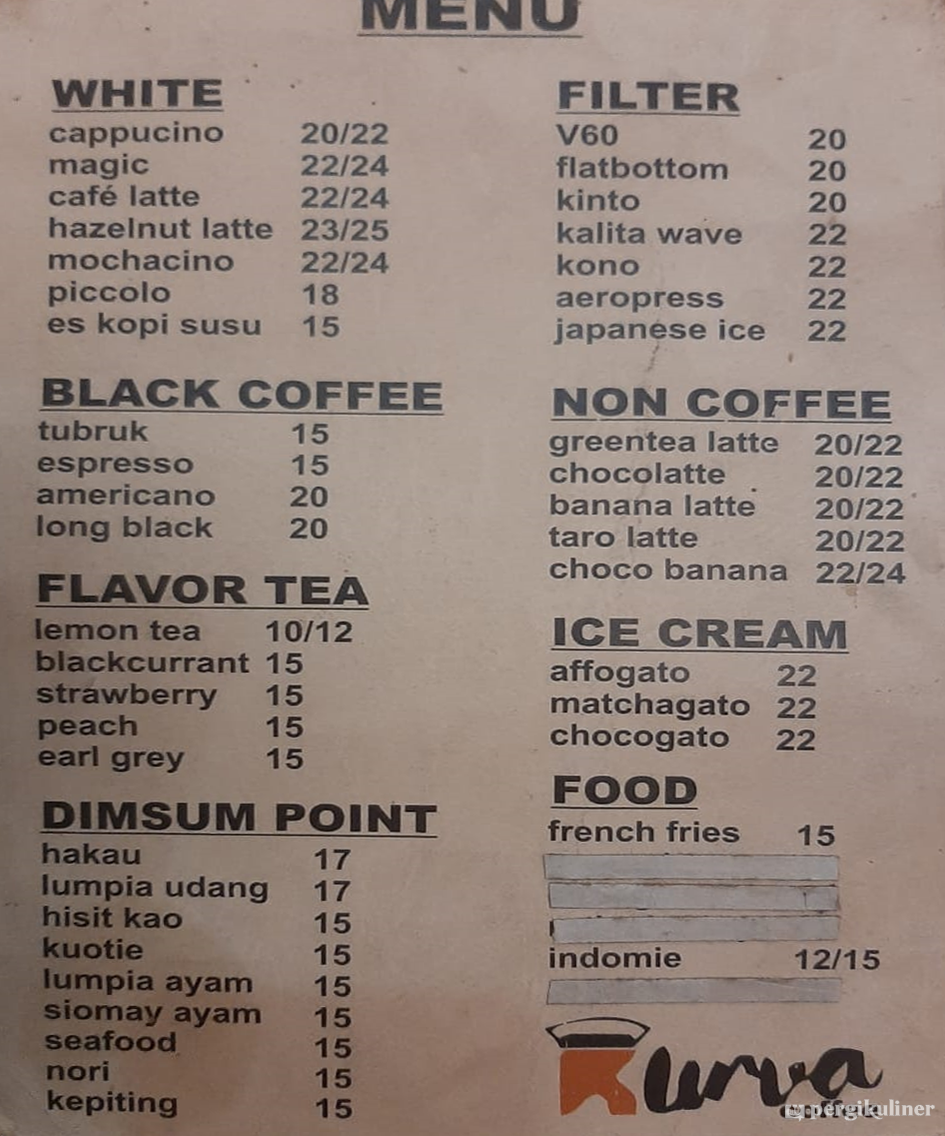 MENU
WHITE
cappucino 20/22
magic 22/24
café latte 22/24
hazelnut latte 23/25
mochacino 22/24
piccolo 18
es kopi susu 15
BLACK COFFEE
tubruk 15
espresso 15
americano 20
long black 20
FLAVOR TEA
lemon tea 10/12
blackcurrant 15
strawberry 15
peach 15
earl grey 15
DIMSUM POINT
hakau 17
lumpia udang 17
hisit kao 15
kuotie 15
lumpia ayam 15
siomay ayam 15
seafood 15
nori 15
kepiting 15
FILTER
V60 20
flatbottom 20
kinto 20
kalita wave 22
kono 22
aeropress 22
japanese ice 22
NON COFFEE
greentea latte 20/22
chocolatte 20/22
banana latte 20/22
taro latte 20/22
choco banana 22/24
ICE CREAM
affogato 22
matchagato 22
chocogato 22
FOOD
french fries 15
indomie 12/15
Kurva
pergikuliner